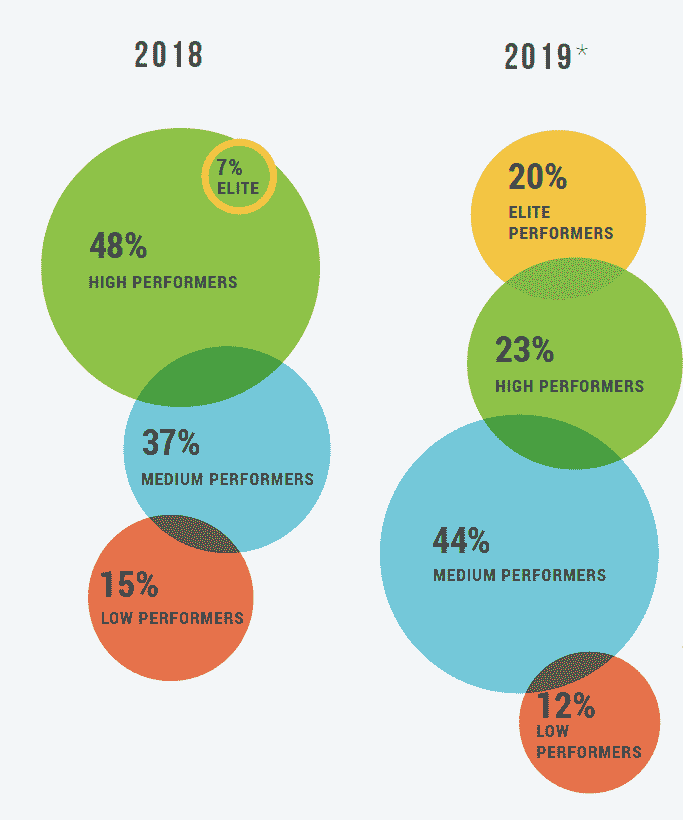 2018
7%
ELITE
48%
HIGH PERFORMERS
37%
MEDIUM PERFORMERS
15%
LOW PERFORMERS
2019*
20%
ELITE
PERFORMERS
23%
HIGH PERFORMERS
44%
MEDIUM PERFORMERS
12%
LOW
PERFORMERS